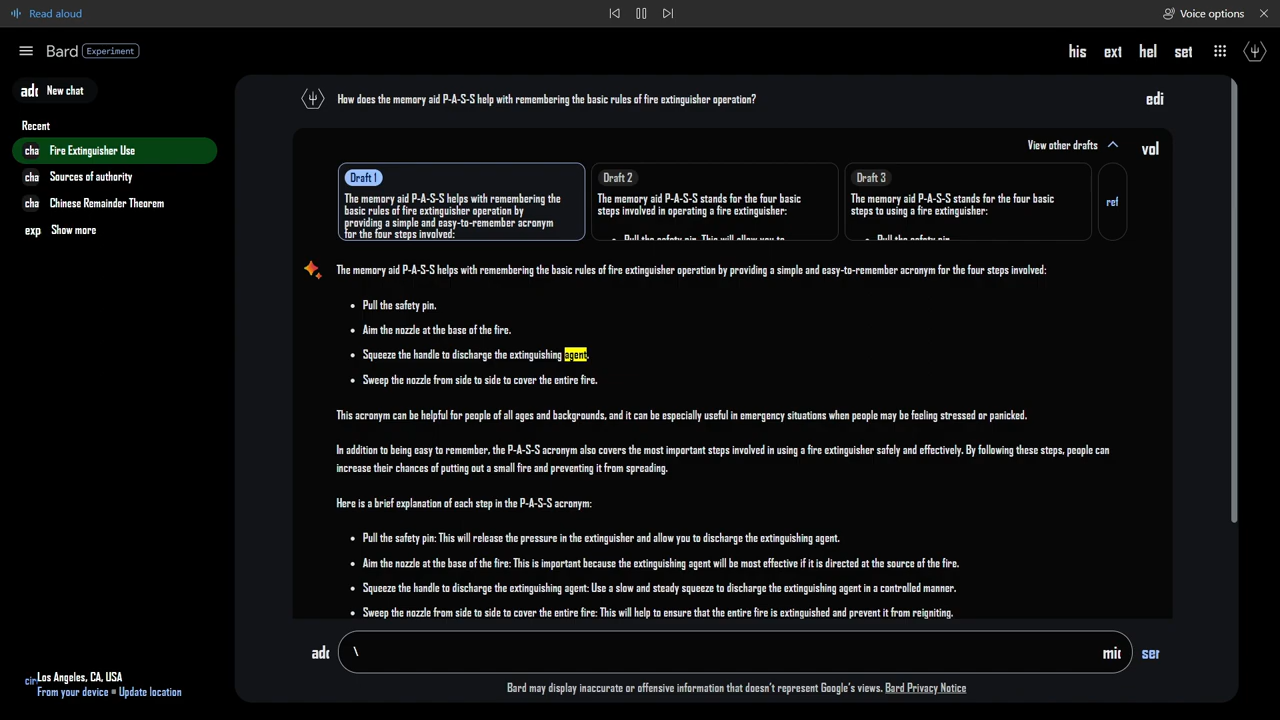 Read aloud
Voice options
Bard Experiment
his ext hel set
add New chat
Recent
cha Fire Extinguisher Use
cha Sources of authority
cha Chinese Remainder Theorem
exp Show more
How does the memory aid P-A-S-S help with remembering the basic rules of fire extinguisher operation?
edi
View other drafts
vol
Draft 1
The memory aid P-A-S-S helps with remembering the
basic rules of fire extinguisher operation by
providing a simple and easy-to-remember acronym
for the four steps involved:
Draft 2
The memory aid P-A-S-S stands for the four basic
steps involved in operating a fire extinguisher:
• Pull the safety pin. This will allow you to
Draft 3
The memory aid P-A-S-S stands for the four basic
steps to using a fire extinguisher:
• Pull the safety pin.
ref
The memory aid P-A-S-S helps with remembering the basic rules of fire extinguisher operation by providing a simple and easy-to-remember acronym for the four steps involved:
• Pull the safety pin.
• Aim the nozzle at the base of the fire.
• Squeeze the handle to discharge the extinguishing agent.
• Sweep the nozzle from side to side to cover the entire fire.
This acronym can be helpful for people of all ages and backgrounds, and it can be especially useful in emergency situations when people may be feeling stressed or panicked.
In addition to being easy to remember, the P-A-S-S acronym also covers the most important steps involved in using a fire extinguisher safely and effectively. By following these steps, people can
increase their chances of putting out a small fire and preventing it from spreading.
Here is a brief explanation of each step in the P-A-S-S acronym:
• Pull the safety pin: This will release the pressure in the extinguisher and allow you to discharge the extinguishing agent.
• Aim the nozzle at the base of the fire: This is important because the extinguishing agent will be most effective if it is directed at the source of the fire.
• Squeeze the handle to discharge the extinguishing agent: Use a slow and steady squeeze to discharge the extinguishing agent in a controlled manner.
• Sweep the nozzle from side to side to cover the entire fire: This will help to ensure that the entire fire is extinguished and prevent it from reigniting.
add \ mic sen
cir Los Angeles, CA, USA
From your device • Update location
Bard may display inaccurate or offensive information that doesn't represent Google's views. Bard Privacy Notice